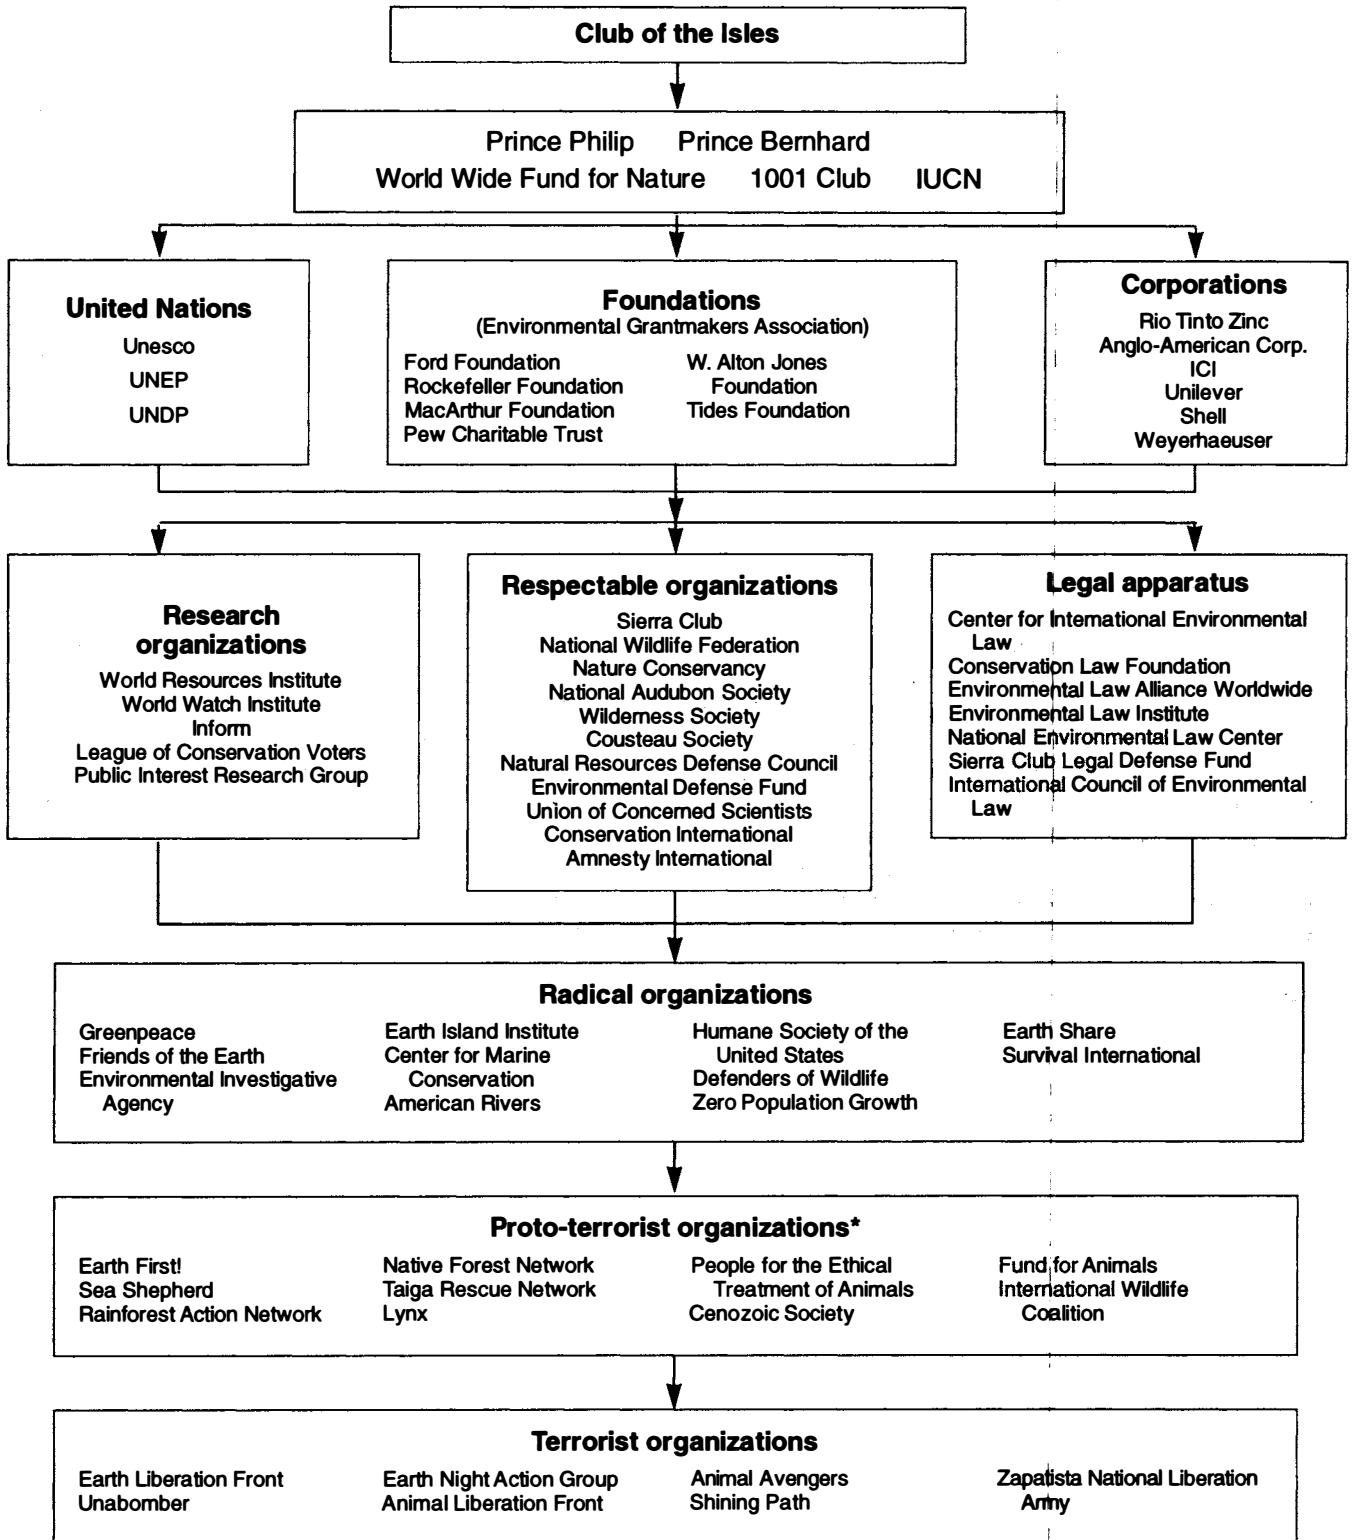 Club of the Isles
Prince Philip Prince Bernhard
World Wide Fund for Nature 1001 Club IUCN
United Nations
Unesco
UNEP
UNDP
Foundations
(Environmental Grantmakers Association)
Ford Foundation
Rockefeller Foundation
MacArthur Foundation
Pew Charitable Trust
W. Alton Jones
Foundation
Tides Foundation
Corporations
Rio Tinto Zinc
Anglo-American Corp.
ICI
Unilever
Shell
Weyerhaeuser
Research
organizations
World Resources Institute
World Watch Institute
Inform
League of Conservation Voters
Public Interest Research Group
Respectable organizations
Sierra Club
National Wildlife Federation
Nature Conservancy
National Audubon Society
Wilderness Society
Cousteau Society
Natural Resources Defense Council
Environmental Defense Fund
Union of Concerned Scientists
Conservation International
Amnesty International
Legal apparatus
Center for International Environmental
Law
Conservation Law Foundation
Environmental Law Alliance Worldwide
Environmental Law Institute
National Environmental Law Center
Sierra Club Legal Defense Fund
International Council of Environmental
Law
Radical organizations
Greenpeace
Friends of the Earth
Environmental Investigative
Agency
Earth Island Institute
Center for Marine
Conservation
American Rivers
Humane Society of the
United States
Defenders of Wildlife
Zero Population Growth
Earth Share
Survival International
Proto-terrorist organizations*
Earth First!
Sea Shepherd
Rainforest Action Network
Native Forest Network
Taiga Rescue Network
Lynx
People for the Ethical
Treatment of Animals
Cenozoic Society
Fund for Animals
International Wildlife
Coalition
Terrorist organizations
Earth Liberation Front
Unabomber
Earth Night Action Group
Animal Liberation Front
Animal Avengers
Shining Path
Zapatista National Liberation
Army